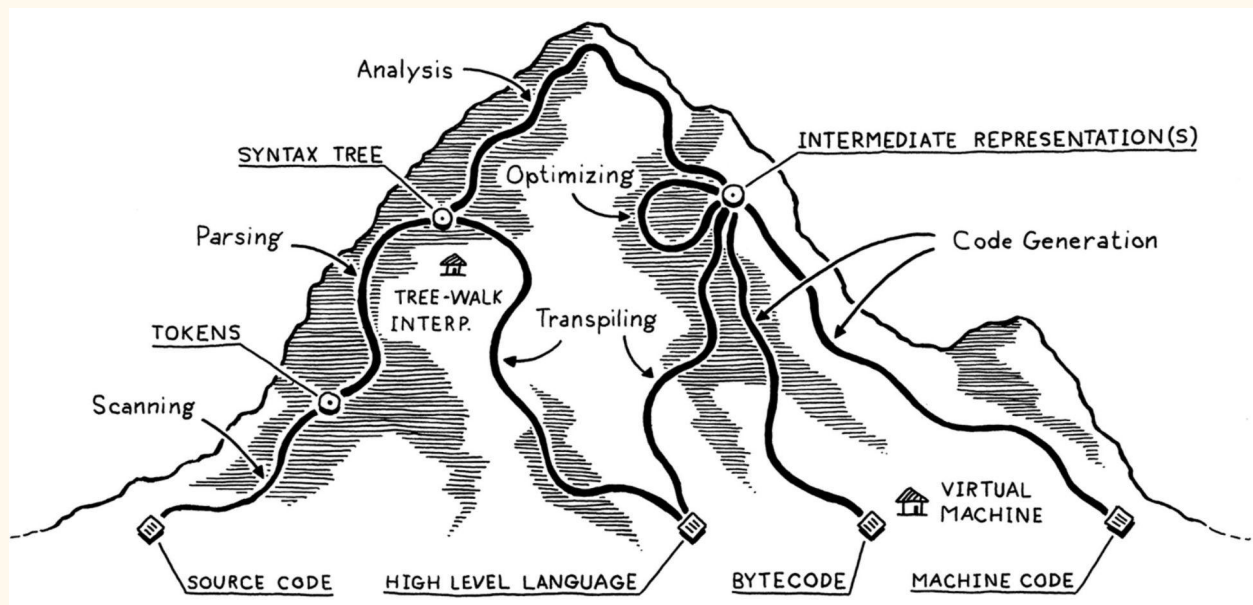 Analysis
SYNTAX TREE
INTERMEDIATE REPRESENTATION(S)
Optimizing
Parsing
Code Generation
TREE-WALK
INTERP.
TOKENS
Transpiling
Scanning
VIRTUAL
MACHINE
SOURCE CODE
HIGH LEVEL LANGUAGE
BYTECODE
MACHINE CODE